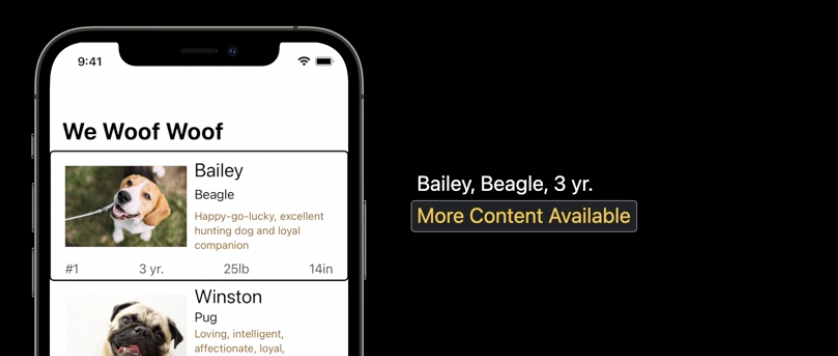 9:41
We Woof Woof
Bailey
Beagle
Happy-go-lucky, excellent
hunting dog and loyal
companion
#1 3 yr. 25lb 14in
Winston
Pug
Loving, intelligent,
affectionate, loyal,
Bailey, Beagle, 3 yr.
More Content Available